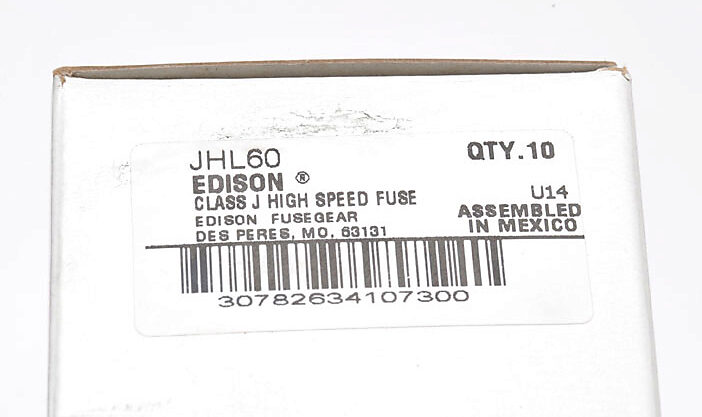 JHL60 QTY.10
EDISON ®
CLASS J HIGH SPEED FUSE U14
EDISON FUSEGEAR ASSEMBLED
DES PERES, MO. 63131 IN MEXICO
30782634107300